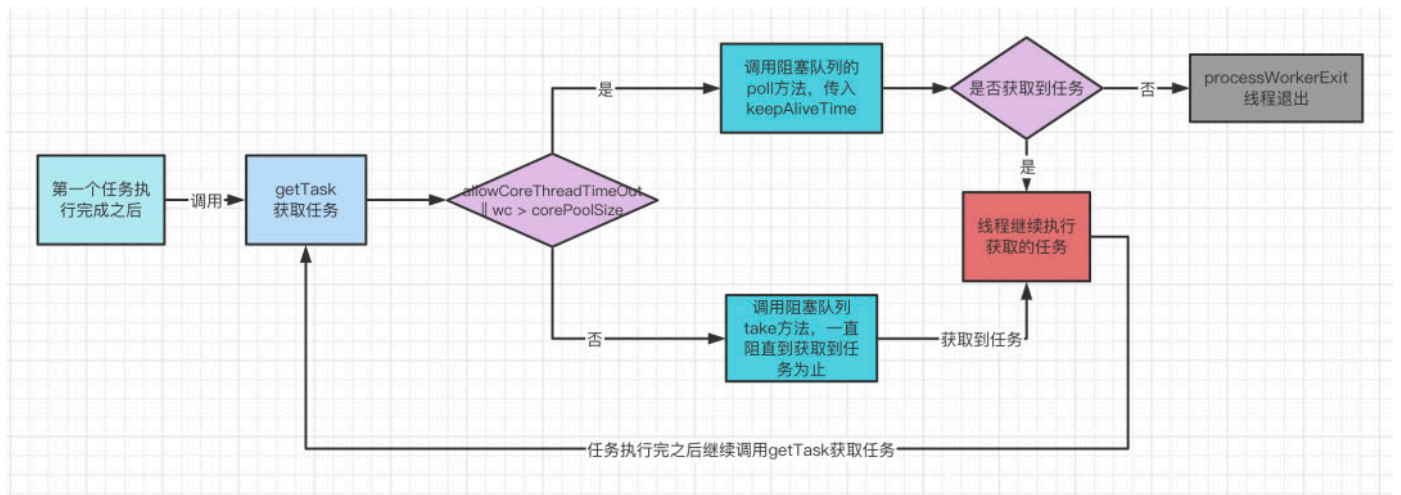 第一个任务执
行完成之后
调用
getTask
获取任务
allowCoreThreadTimeOut
|| wc > corePoolSize
是
调用阻塞队列的
poll方法，传入
keepAliveTime
是否获取到任务
否
processWorkerExit
线程退出
是
线程继续执行
获取的任务
否
调用阻塞队列
take方法，一直
阻直到获取到任
务为止
获取到任务
任务执行完之后继续调用getTask获取任务